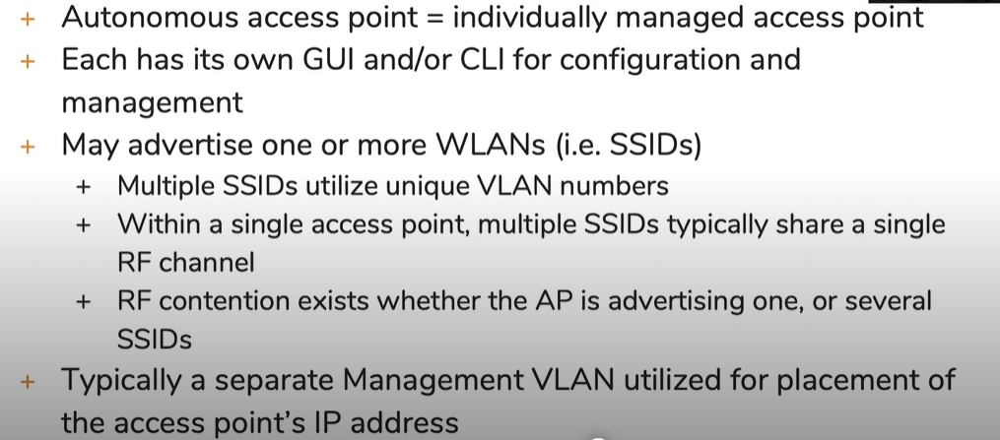 + Autonomous access point = individually managed access point
+ Each has its own GUI and/or CLI for configuration and
management
+ May advertise one or more WLANs (i.e. SSIDs)
+ Multiple SSIDs utilize unique VLAN numbers
+ Within a single access point, multiple SSIDs typically share a single
RF channel
+ RF contention exists whether the AP is advertising one, or several
SSIDs
+ Typically a separate Management VLAN utilized for placement of
the access point's IP address